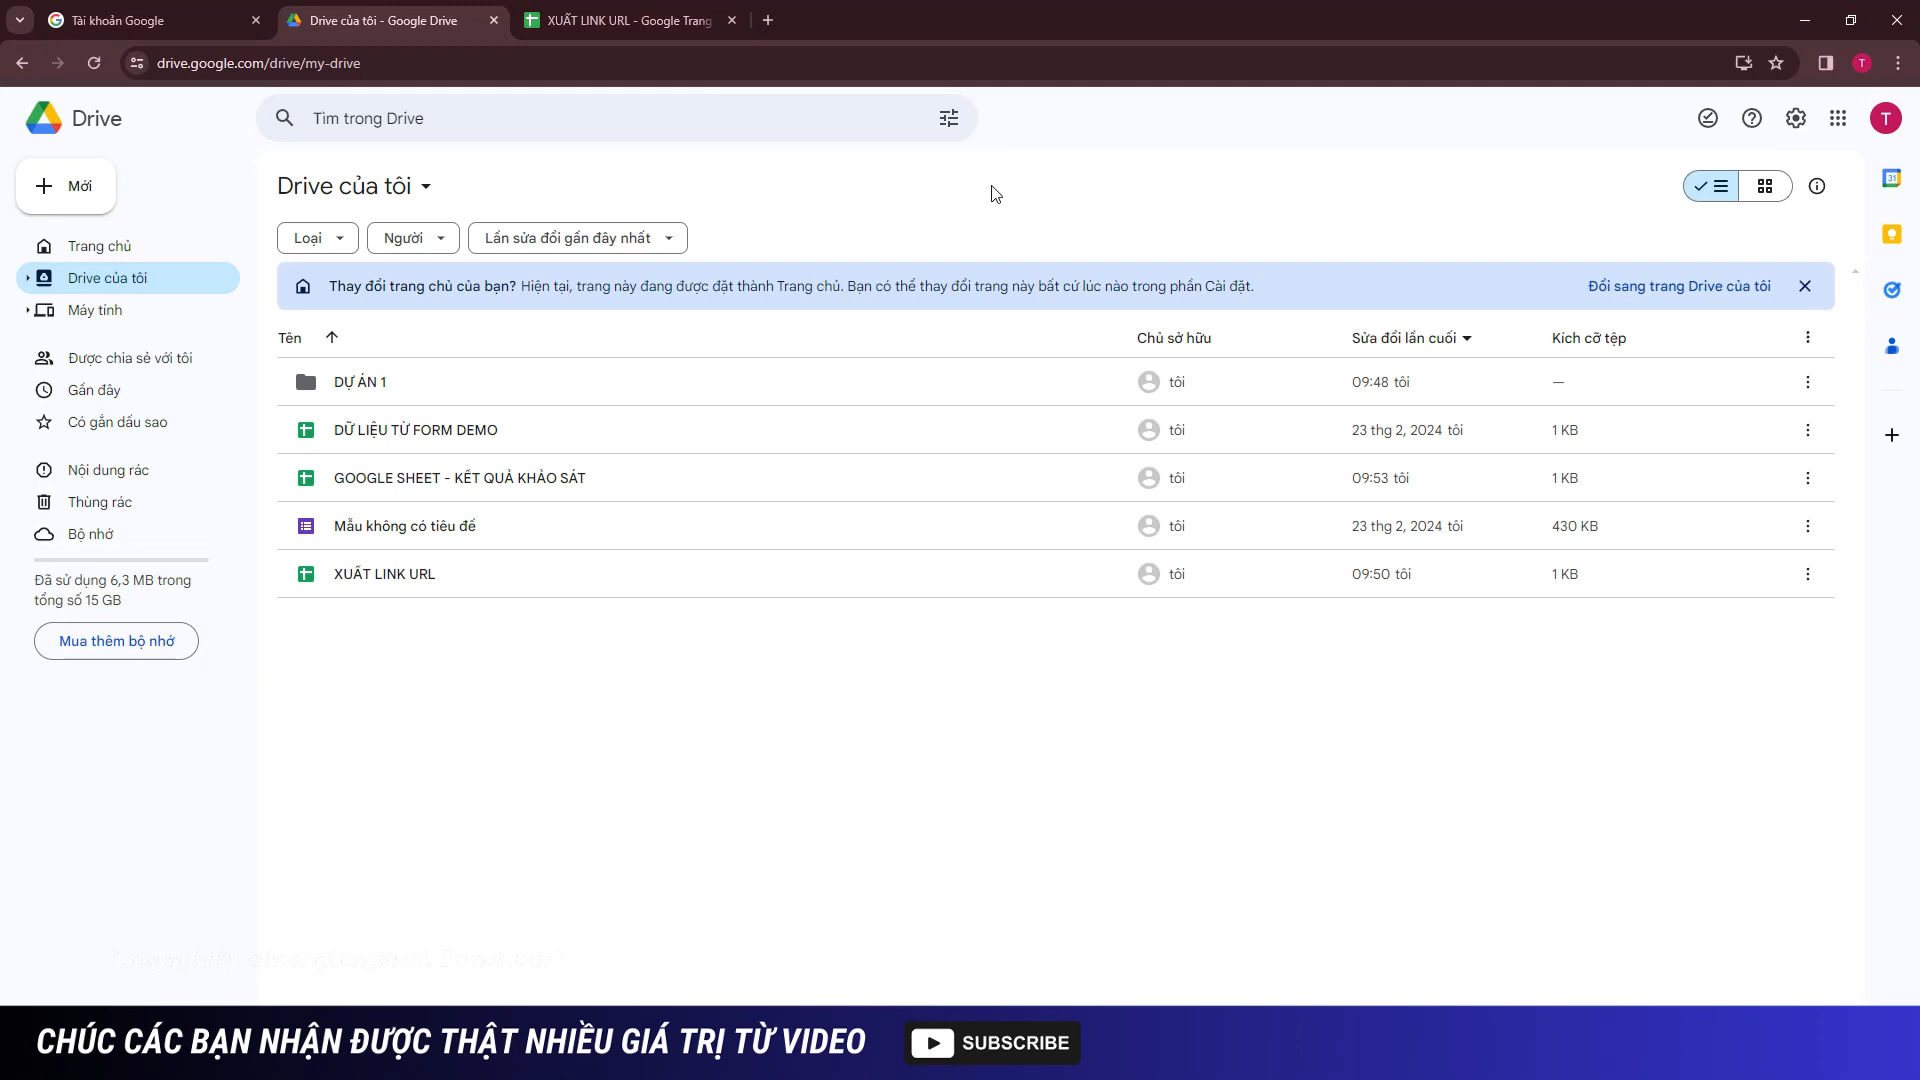 Tài khoản Google
Drive của tôi - Google Drive
XUẤT LINK URL - Google Trang
drive.google.com/drive/my-drive
T
Drive
Tìm trong Drive
T
Mới
Drive của tôi
31
Loại
Người
Lần sửa đổi gần đây nhất
Trang chủ
Drive của tôi
Máy tính
Được chia sẻ với tôi
Gần đây
Có gắn dấu sao
Nội dung rác
Thùng rác
Bộ nhớ
Đã sử dụng 6,3 MB trong
tổng số 15 GB
Mua thêm bộ nhớ
Thay đổi trang chủ của bạn? Hiện tại, trang này đang được đặt thành Trang chủ. Bạn có thể thay đổi trang này bất cứ lúc nào trong phần Cài đặt.
Đổi sang trang Drive của tôi
Tên Chủ sở hữu Sửa đổi lần cuối Kích cỡ tệp
DỰ ÁN 1 tôi 09:48 tôi —
DỮ LIỆU TỪ FORM DEMO tôi 23 thg 2, 2024 tôi 1 KB
GOOGLE SHEET - KẾT QUẢ KHẢO SÁT tôi 09:53 tôi 1 KB
Mẫu không có tiêu đề tôi 23 thg 2, 2024 tôi 430 KB
XUẤT LINK URL tôi 09:50 tôi 1 KB
CHÚC CÁC BẠN NHẬN ĐƯỢC THẬT NHIỀU GIÁ TRỊ TỪ VIDEO
SUBSCRIBE